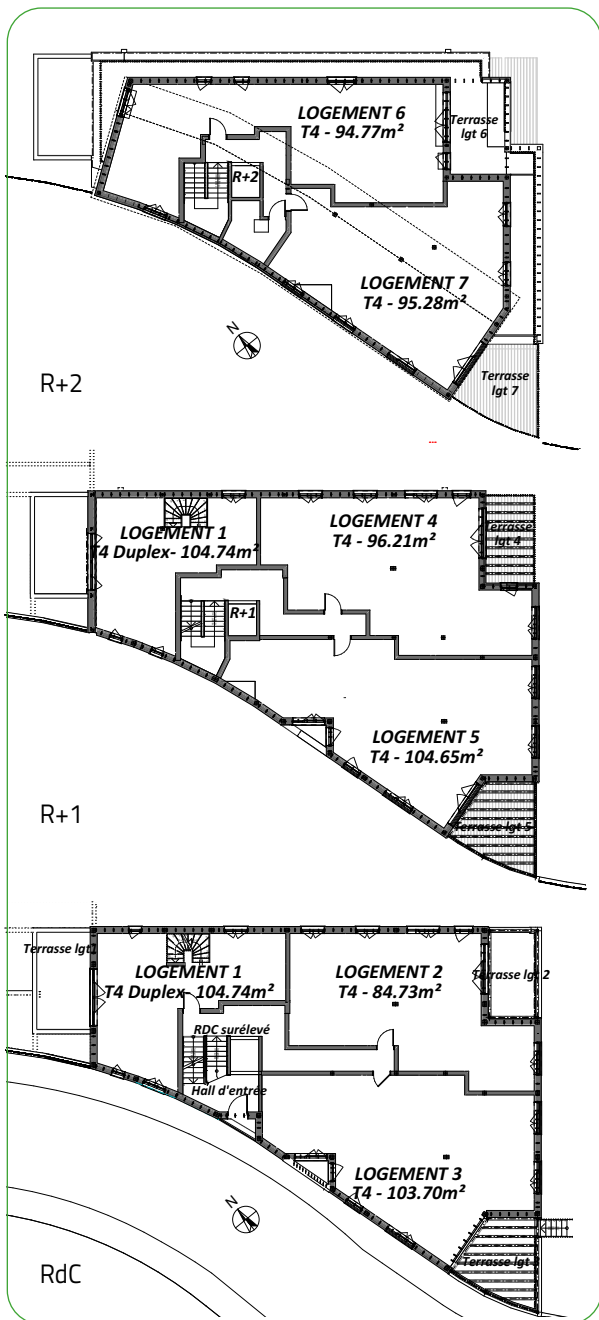 LOGEMENT 6
T4 - 94.77m²
Terrasse
lgt 6
R+2
LOGEMENT 7
T4 - 95.28m²
N
Terrasse
lgt 7
R+2
LOGEMENT 1
T4 Duplex- 104.74m²
LOGEMENT 4
T4 - 96.21m²
Terrasse
lgt 4
R+1
LOGEMENT 5
T4 - 104.65m²
Terrasse lgt 5
R+1
Terrasse lgt1
LOGEMENT 1
T4 Duplex- 104.74m²
LOGEMENT 2
T4 - 84.73m²
Terrasse lgt 2
RDC surélevé
Hall d'entrée
LOGEMENT 3
T4 - 103.70m²
N
Terrasse lgt
RdC